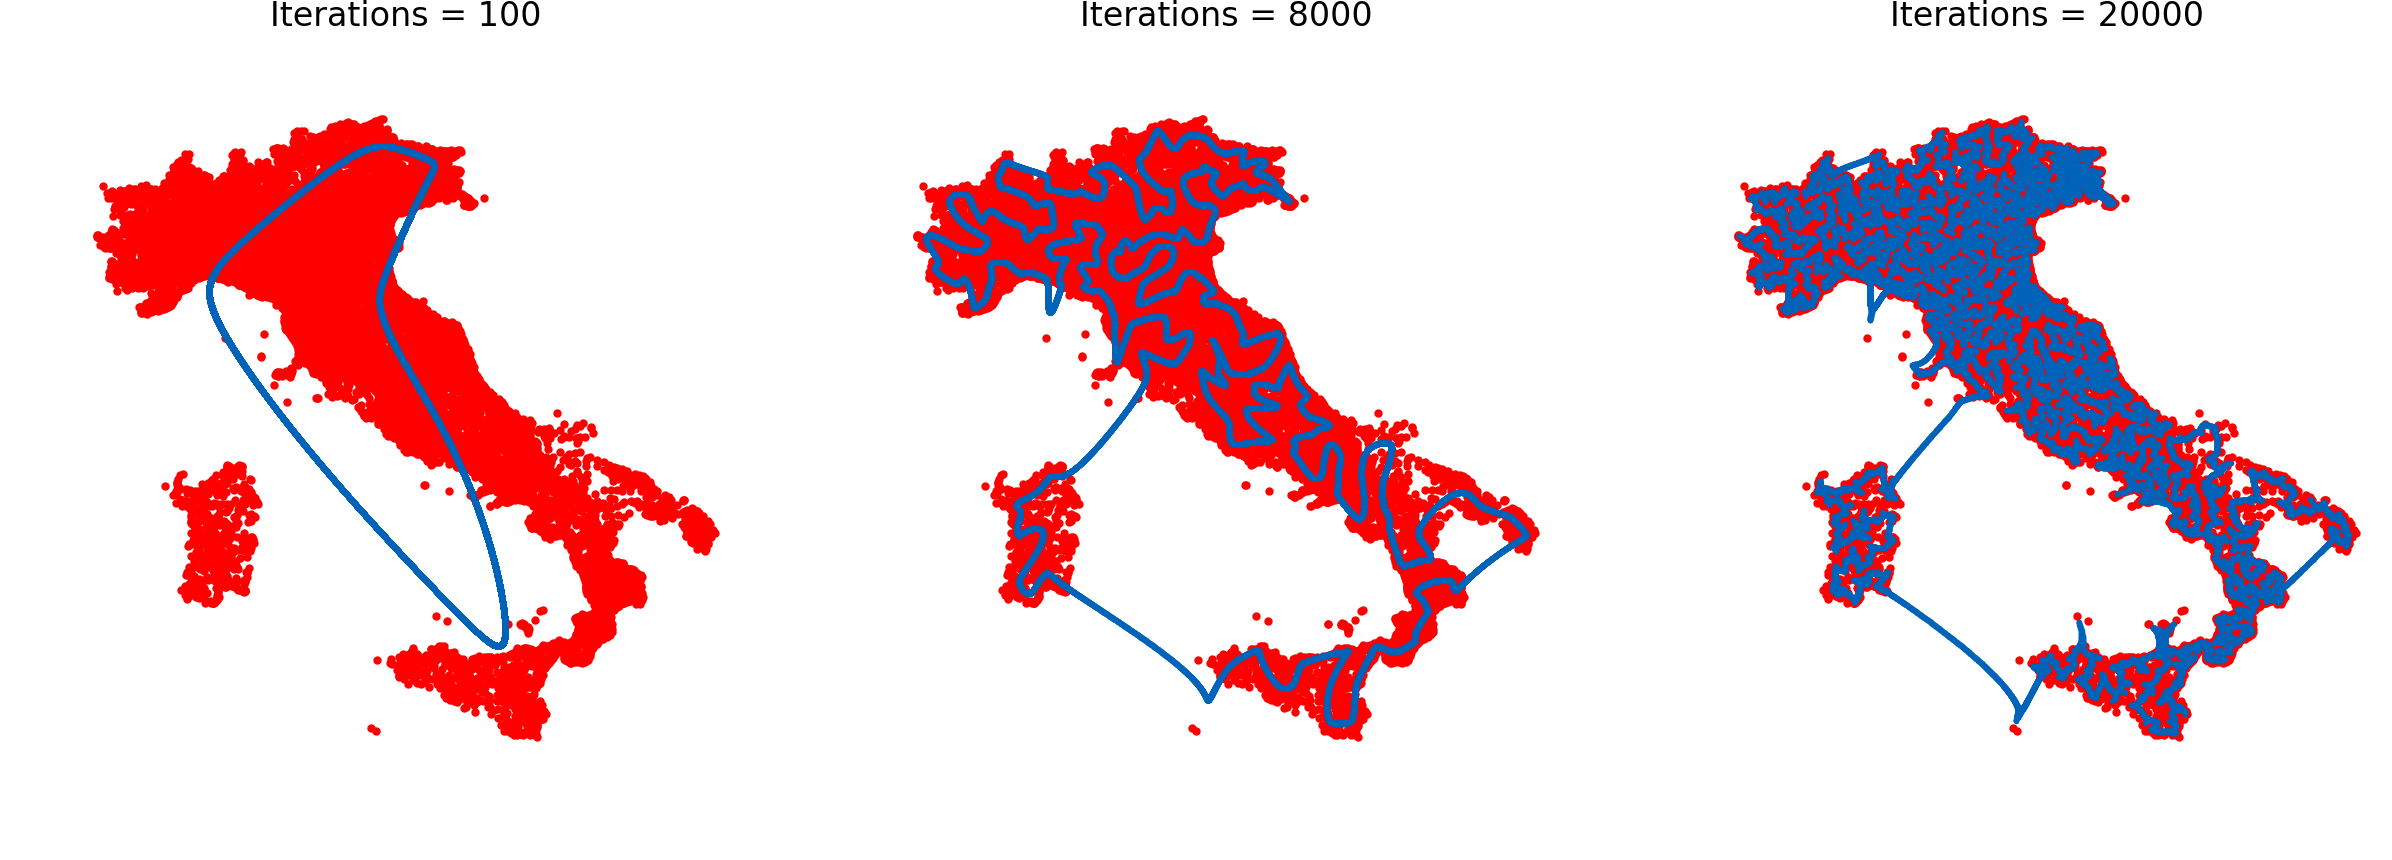 Iterations = 100
Iterations = 8000
Iterations = 20000